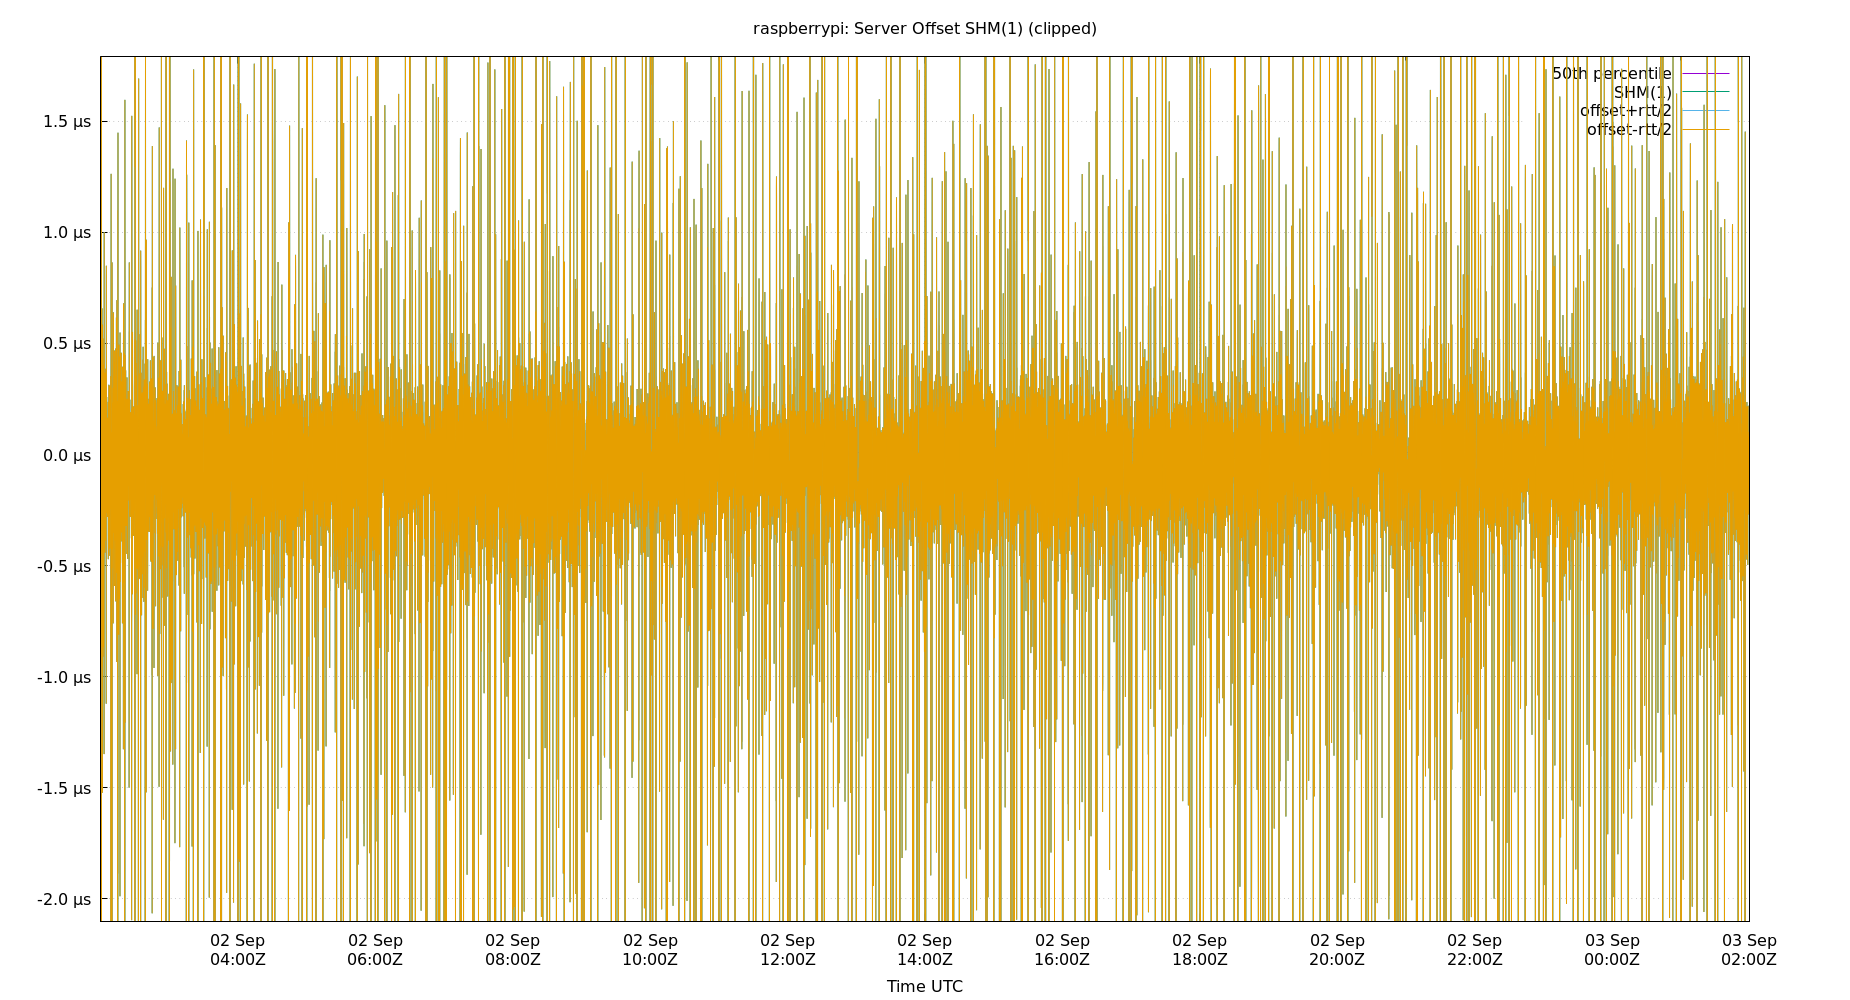 raspberrypi: Server Offset SHM(1) (clipped)
50th percentile
SHM(1)
offset+rtt/2
offset-rtt/2
1.5 µs
1.0 µs
0.5 µs
0.0 µs
-0.5 µs
-1.0 µs
-1.5 µs
-2.0 µs
02 Sep 02 Sep 02 Sep 02 Sep 02 Sep 02 Sep 02 Sep 02 Sep 02 Sep 02 Sep 03 Sep 03 Sep
04:00Z 06:00Z 08:00Z 10:00Z 12:00Z 14:00Z 16:00Z 18:00Z 20:00Z 22:00Z 00:00Z 02:00Z
Time UTC